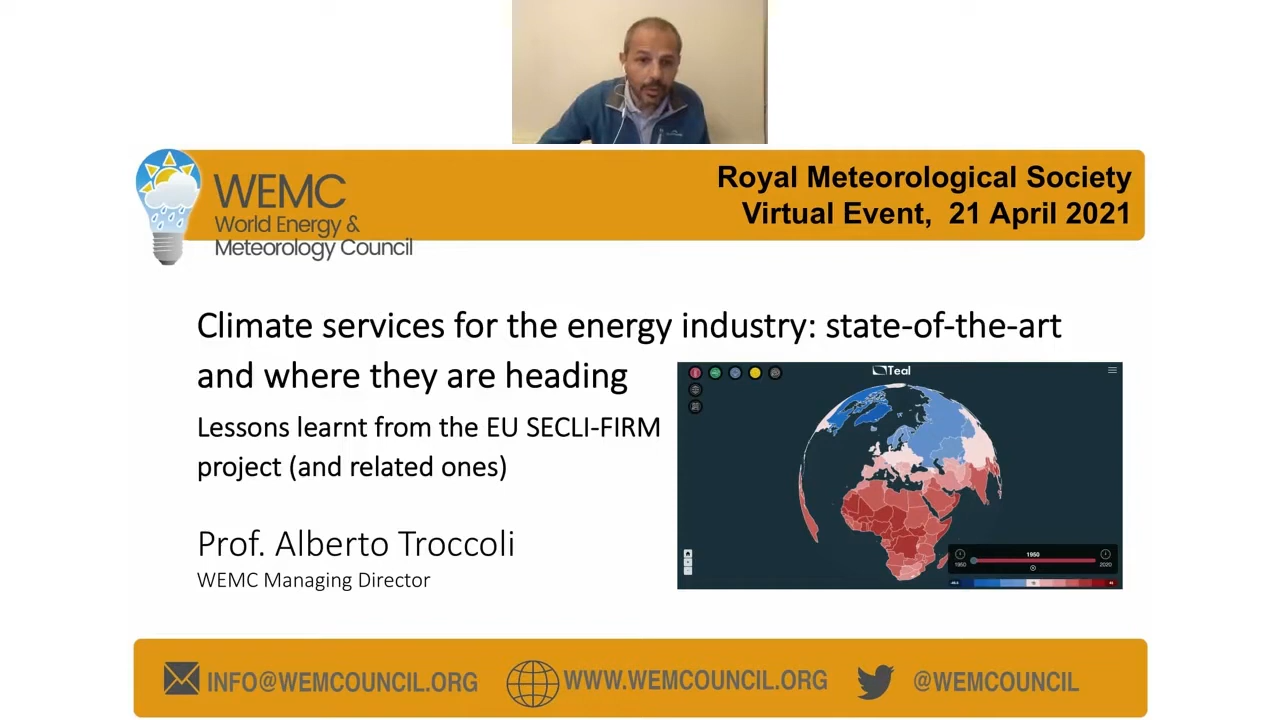 Royal Meteorological Society
Virtual Event, 21 April 2021
WEMC
World Energy &
Meteorology Council
Climate services for the energy industry: state-of-the-art
and where they are heading
Lessons learnt from the EU SECLI-FIRM
project (and related ones)
Prof. Alberto Troccoli
WEMC Managing Director
Teal
1950
1950
2020
INFO@WEMCOUNCIL.ORG
WWW.WEMCOUNCIL.ORG
@WEMCOUNCIL